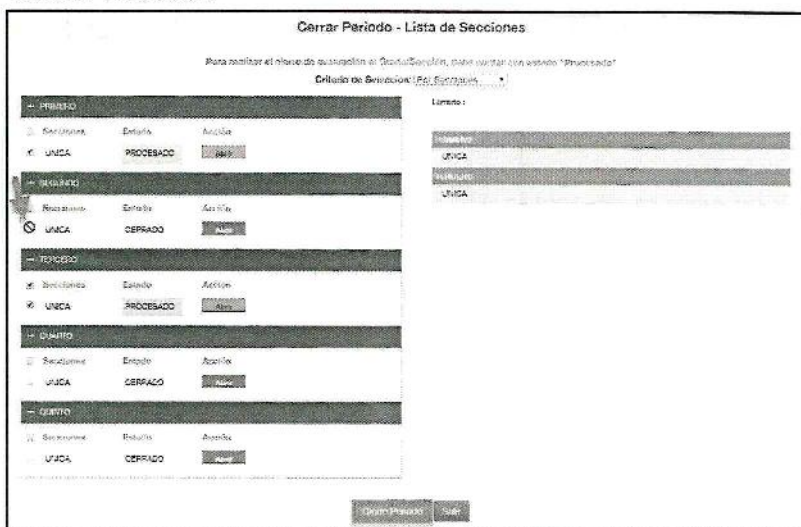 Cerrar Periodo - Lista de Secciones
Para realizar el cierre de evaluación el Grado/Sección, debe contar con estado "Procesado"
Criterio de Selección: Por Secciones
PRIMERO
Secciones Estado Acción
UNICA PROCESADO Abrir
SEGUNDO
Secciones Estado Acción
UNICA CERRADO Abrir
TERCERO
Secciones Estado Acción
UNICA PROCESADO Abrir
CUARTO
Secciones Estado Acción
UNICA CERRADO Abrir
QUINTO
Secciones Estado Acción
UNICA CERRADO Abrir
UNICA
UNICA
Cierre Periodo Salir